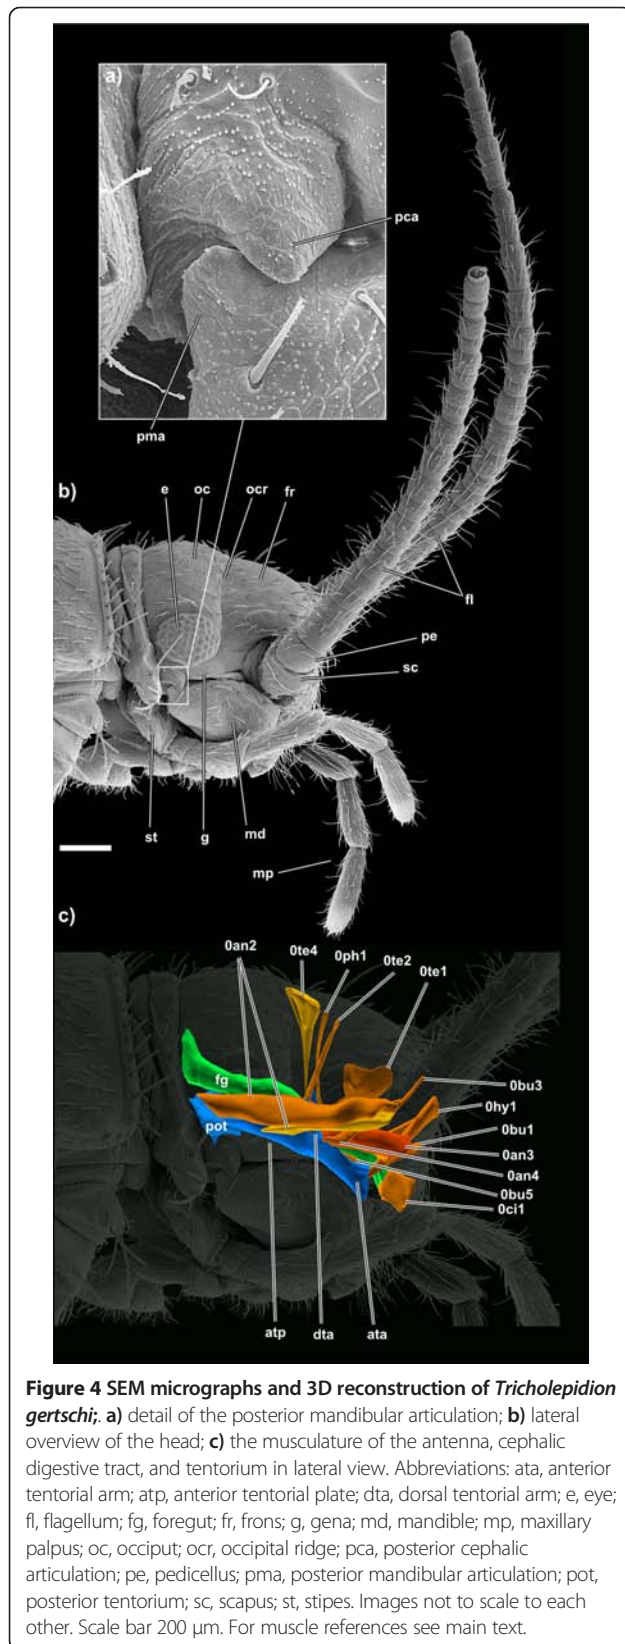 a)
pca
pma
b)
e oc ocr fr
fl
pe
sc
st g md
mp
c)
0an2 0te4 0ph1 0te2 0te1
0bu3
fg
0hy1
pot
0bu1
0an3
0an4
0bu5
0ci1
atp dta ata
Figure 4 SEM micrographs and 3D reconstruction of Tricholepidion
gertschi;. a) detail of the posterior mandibular articulation; b) lateral
overview of the head; c) the musculature of the antenna, cephalic
digestive tract, and tentorium in lateral view. Abbreviations: ata, anterior
tentorial arm; atp, anterior tentorial plate; dta, dorsal tentorial arm; e, eye;
fl, flagellum; fg, foregut; fr, frons; g, gena; md, mandible; mp, maxillary
palpus; oc, occiput; ocr, occipital ridge; pca, posterior cephalic
articulation; pe, pedicellus; pma, posterior mandibular articulation; pot,
posterior tentorium; sc, scapus; st, stipes. Images not to scale to each
other. Scale bar 200 μm. For muscle references see main text.